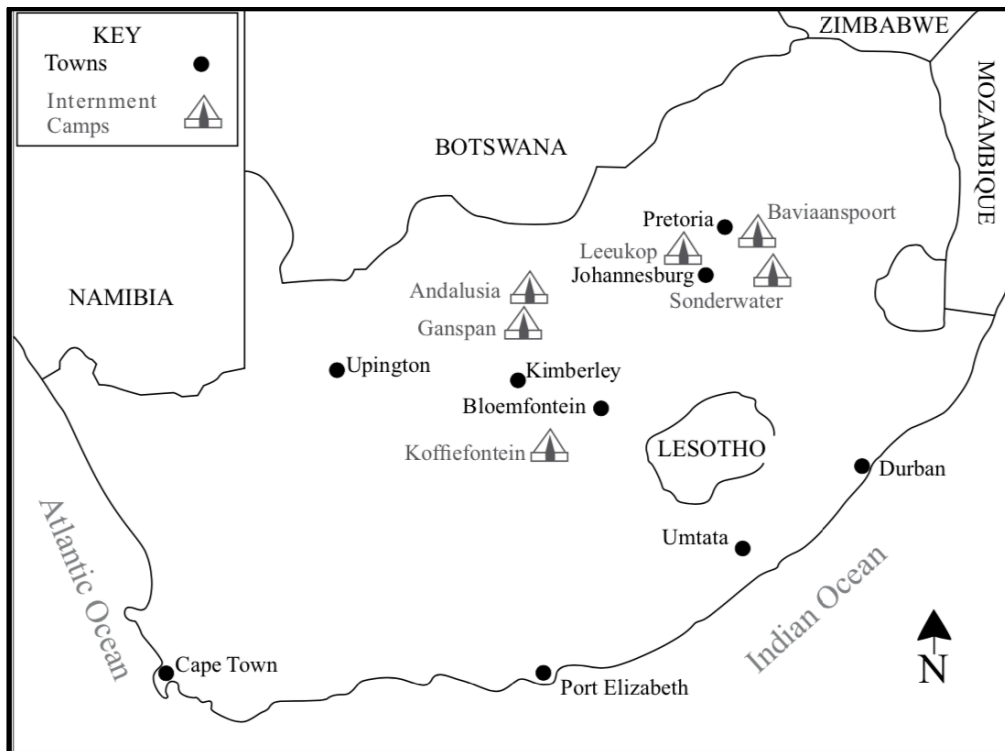 KEY
Towns
Internment
Camps
ZIMBABWE
MOZAMBIQUE
BOTSWANA
NAMIBIA
Pretoria
Baviaanspoort
Leeukop
Johannesburg
Sonderwater
Andalusia
Ganspan
Upington
Kimberley
Bloemfontein
Koffiefontein
LESOTHO
Durban
Umtata
Atlantic Ocean
Indian Ocean
Cape Town
Port Elizabeth
N